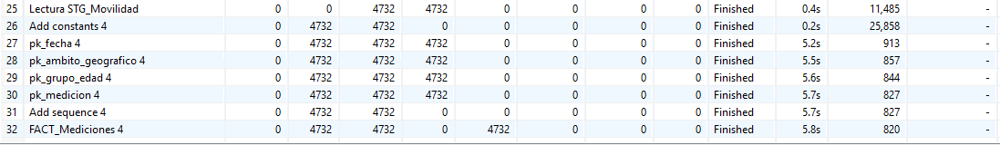 25 Lectura STG_Movilidad 0 0 4732 4732 0 0 0 0 Finished 0.4s 11,485 -
26 Add constants 4 0 4732 4732 0 0 0 0 0 Finished 0.2s 25,858 -
27 pk_fecha 4 0 4732 4732 4732 0 0 0 0 Finished 5.2s 913 -
28 pk_ambito_geografico 4 0 4732 4732 4732 0 0 0 0 Finished 5.5s 857 -
29 pk_grupo_edad 4 0 4732 4732 4732 0 0 0 0 Finished 5.6s 844 -
30 pk_medicion 4 0 4732 4732 4732 0 0 0 0 Finished 5.7s 827 -
31 Add sequence 4 0 4732 4732 0 0 0 0 0 Finished 5.7s 827 -
32 FACT_Mediciones 4 0 4732 4732 0 4732 0 0 0 Finished 5.8s 820 -